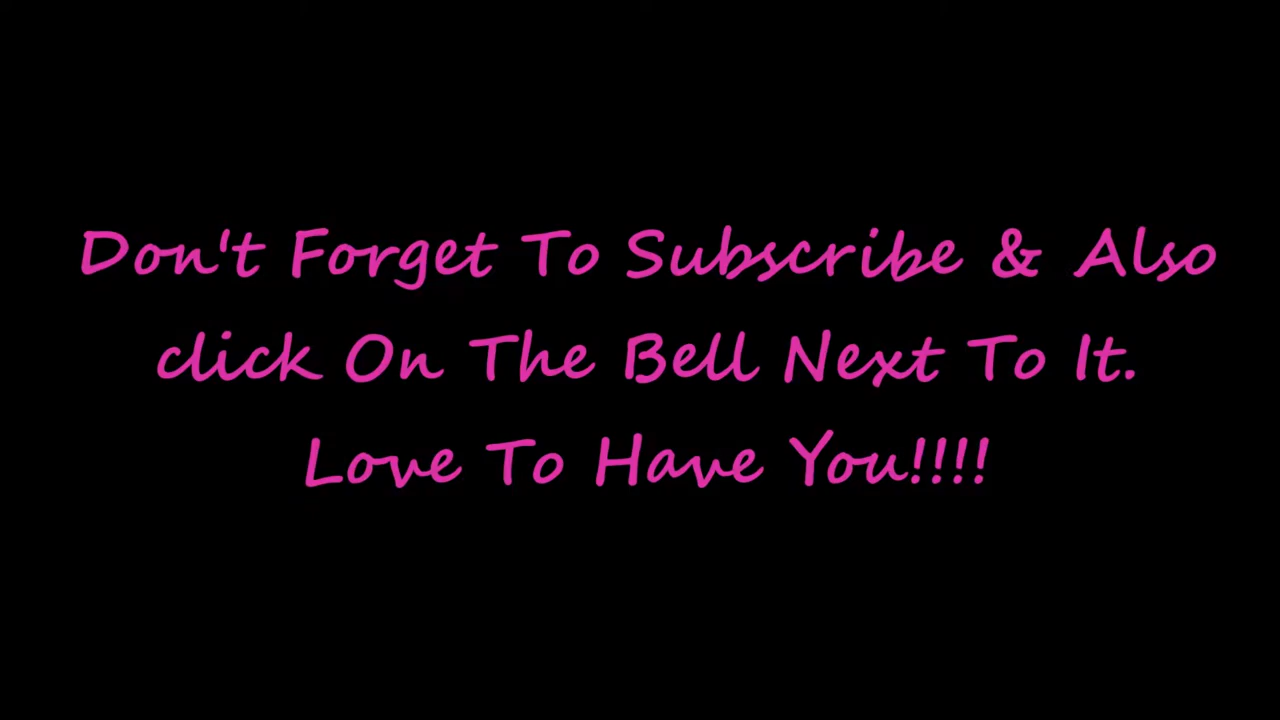 Don't Forget To Subscribe & Also
click On The Bell Next To It.
Love To Have You!!!!